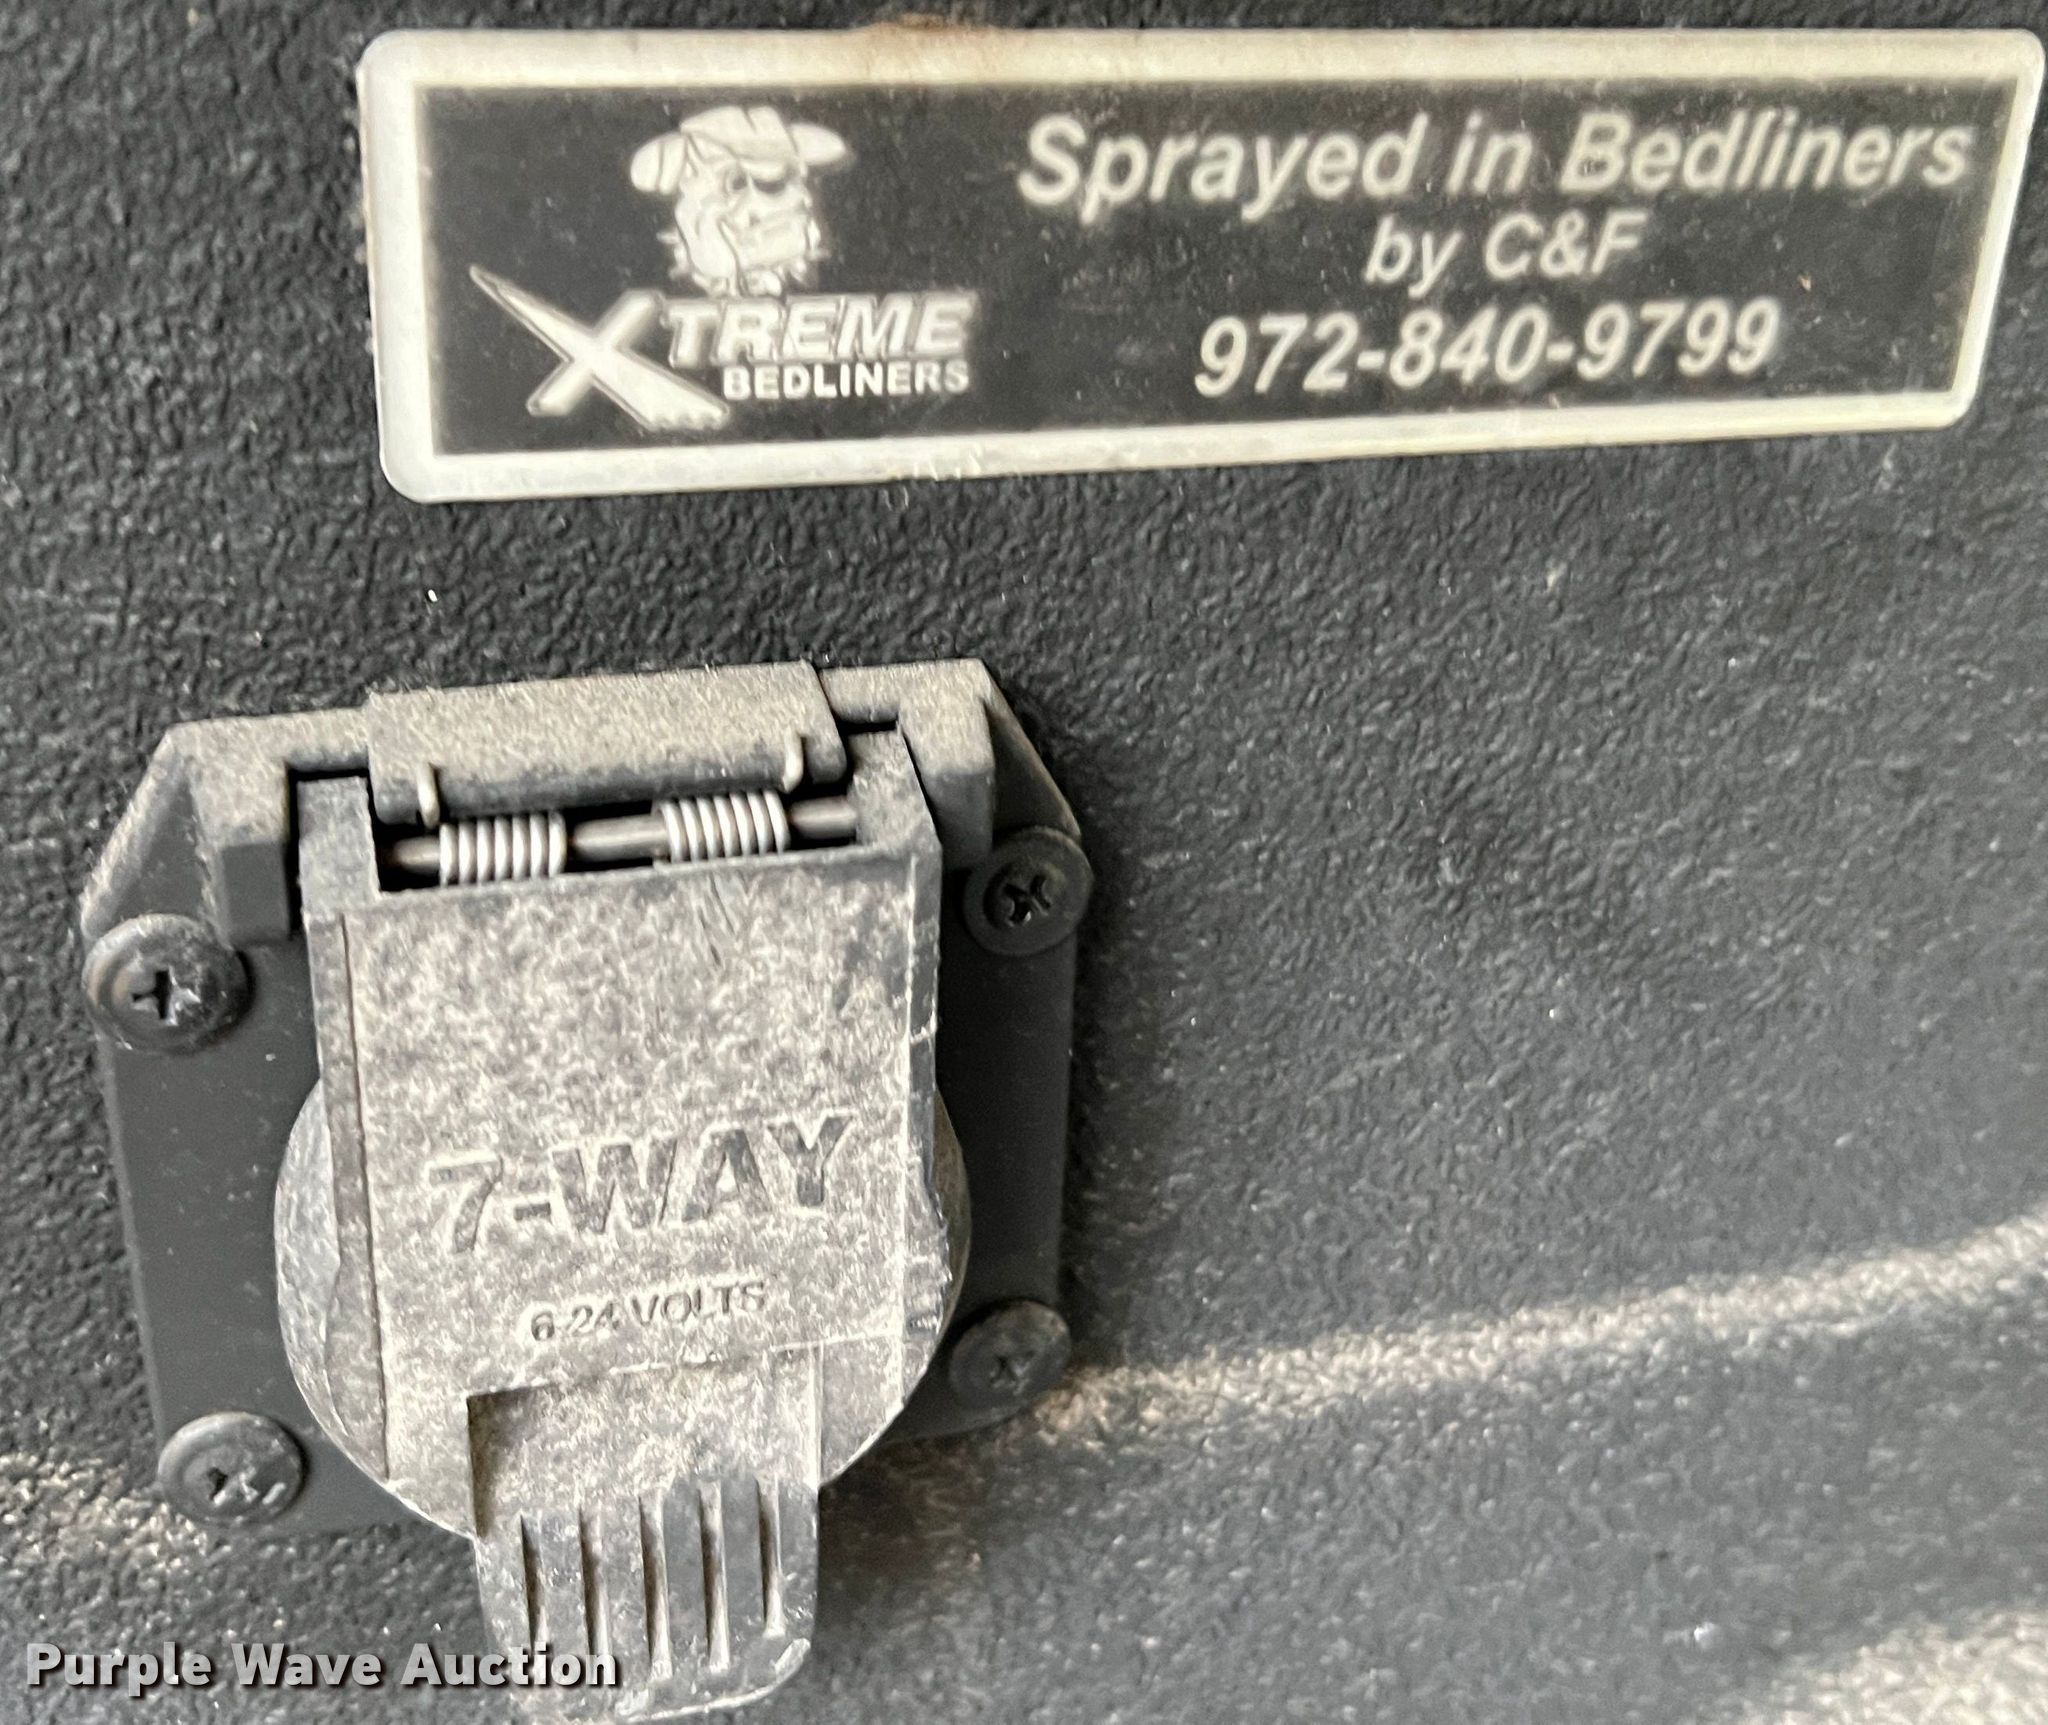 Sprayed in Bedliners
by C&F
972-840-9799
XTREME
BEDLINERS
7-WAY
6-24 VOLTS
Purple Wave Auction